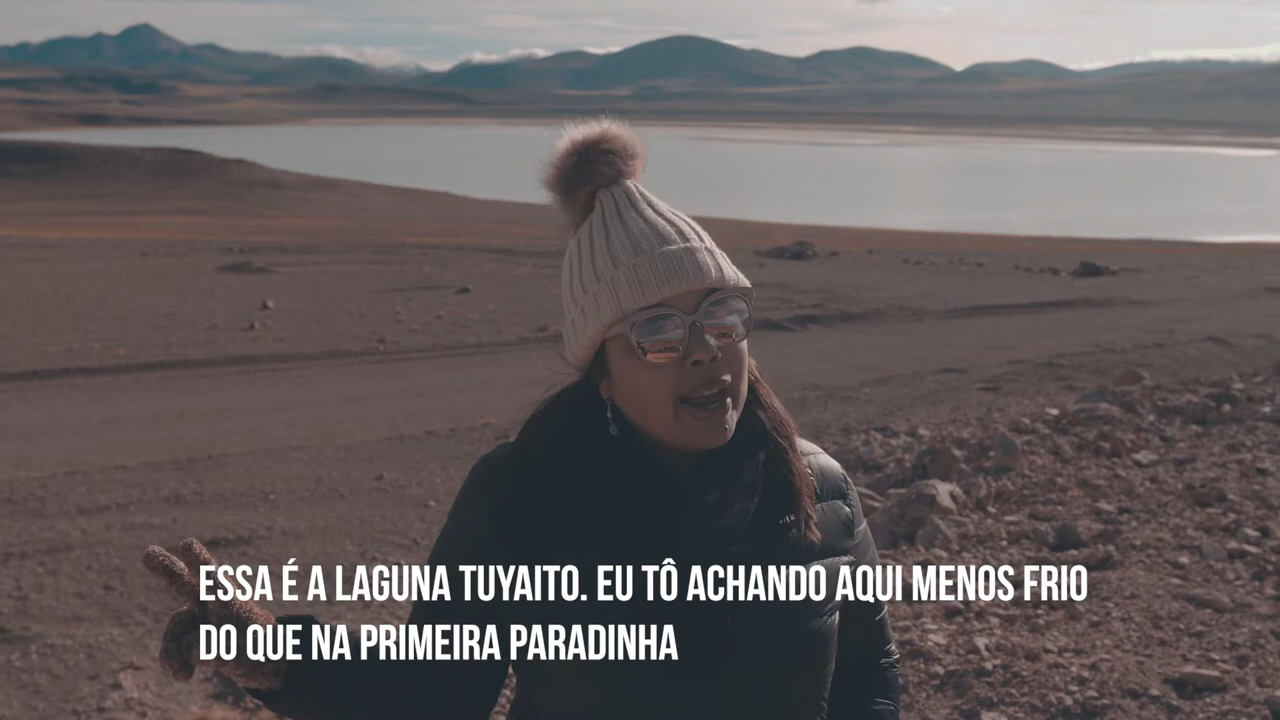 ESSA É A LAGUNA TUYAITO. EU TÔ ACHANDO AQUI MENOS FRIO
DO QUE NA PRIMEIRA PARADINHA